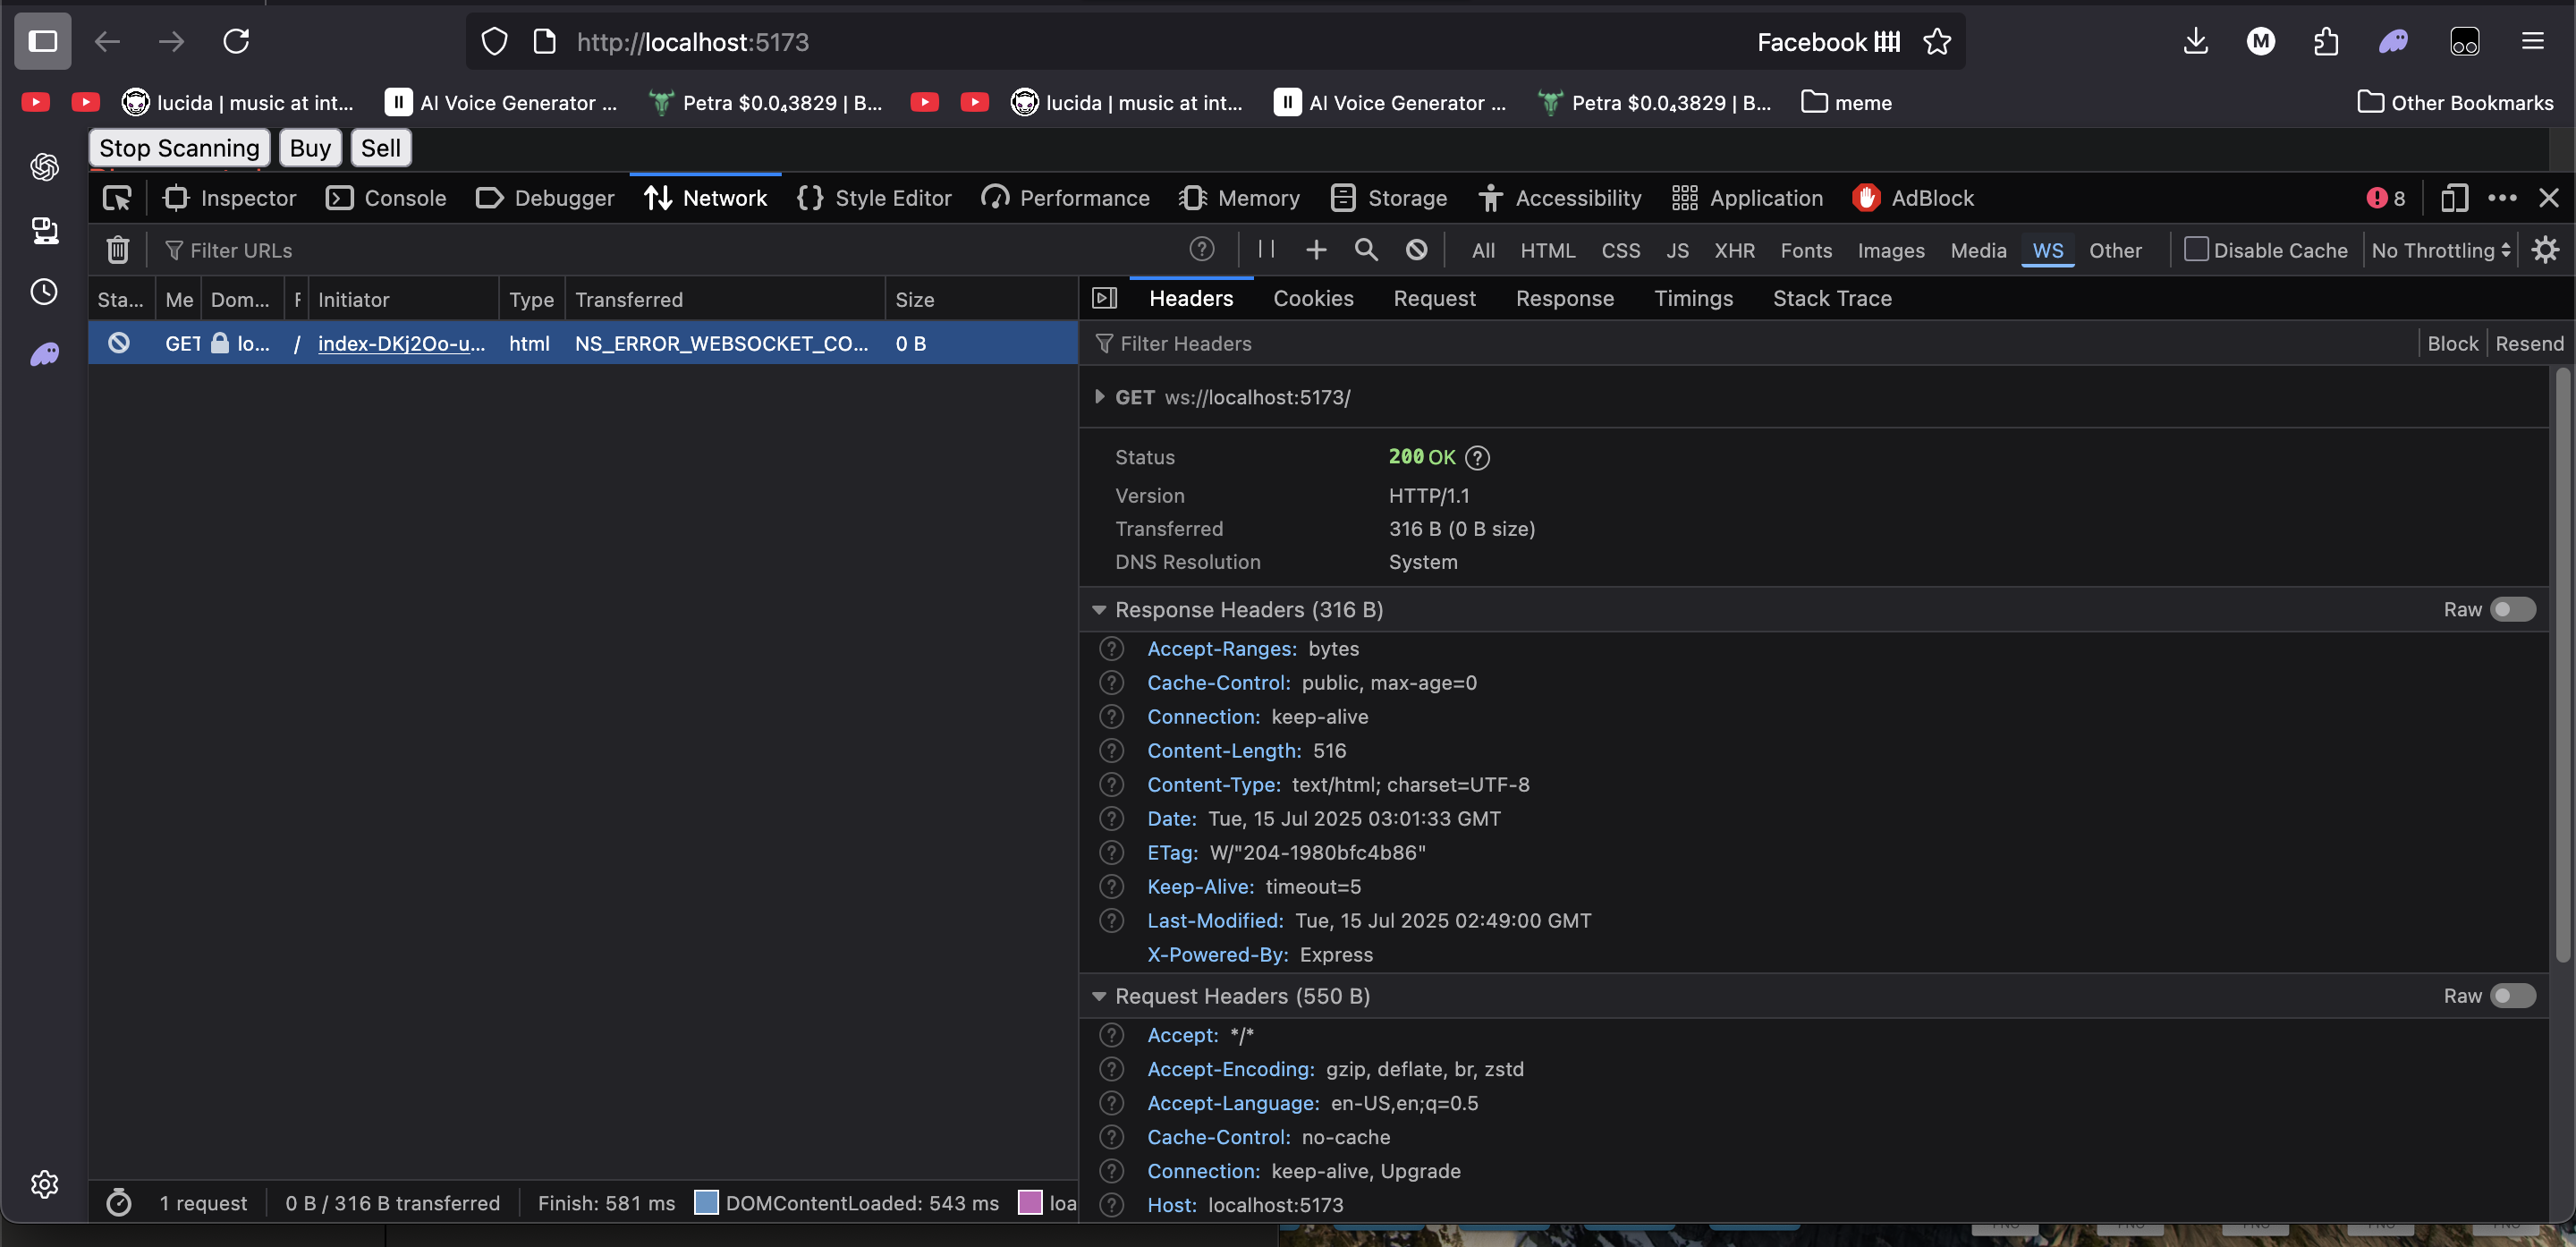 http://localhost:5173 Facebook
M
lucida | music at int... AI Voice Generator ... Petra $0.0₄3829 | B... lucida | music at int... AI Voice Generator ... Petra $0.0₄3829 | B... meme Other Bookmarks
Stop Scanning Buy Sell
Inspector Console Debugger Network Style Editor Performance Memory Storage Accessibility Application AdBlock 8
Filter URLs All HTML CSS JS XHR Fonts Images Media WS Other Disable Cache No Throttling
Sta... Me Dom... F Initiator Type Transferred Size
GET lo... / index-DKj2Oo-u... html NS_ERROR_WEBSOCKET_CO... 0 B
Headers Cookies Request Response Timings Stack Trace
Filter Headers Block Resend
GET ws://localhost:5173/
Status 200 OK
Version HTTP/1.1
Transferred 316 B (0 B size)
DNS Resolution System
Response Headers (316 B) Raw
Accept-Ranges: bytes
Cache-Control: public, max-age=0
Connection: keep-alive
Content-Length: 516
Content-Type: text/html; charset=UTF-8
Date: Tue, 15 Jul 2025 03:01:33 GMT
ETag: W/"204-1980bfc4b86"
Keep-Alive: timeout=5
Last-Modified: Tue, 15 Jul 2025 02:49:00 GMT
X-Powered-By: Express
Request Headers (550 B) Raw
Accept: */*
Accept-Encoding: gzip, deflate, br, zstd
Accept-Language: en-US,en;q=0.5
Cache-Control: no-cache
Connection: keep-alive, Upgrade
Host: localhost:5173
1 request 0 B / 316 B transferred Finish: 581 ms DOMContentLoaded: 543 ms loa